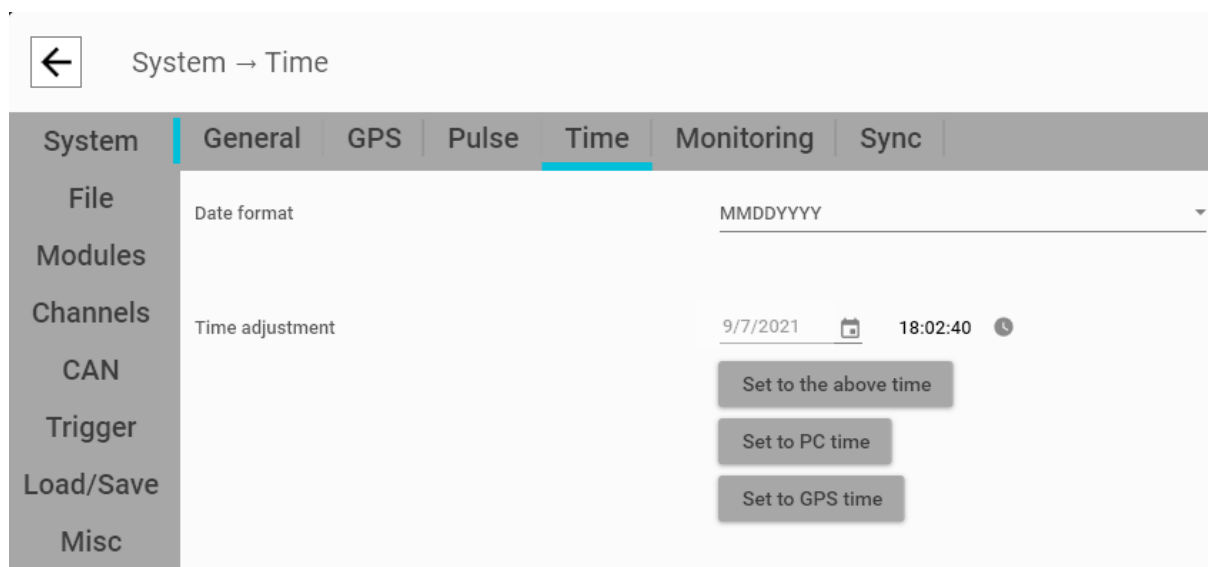 System → Time
System
General
GPS
Pulse
Time
Monitoring
Sync
File
Date format
MMDDYYYY
Modules
Channels
Time adjustment
9/7/2021
18:02:40
CAN
Set to the above time
Trigger
Set to PC time
Load/Save
Set to GPS time
Misc